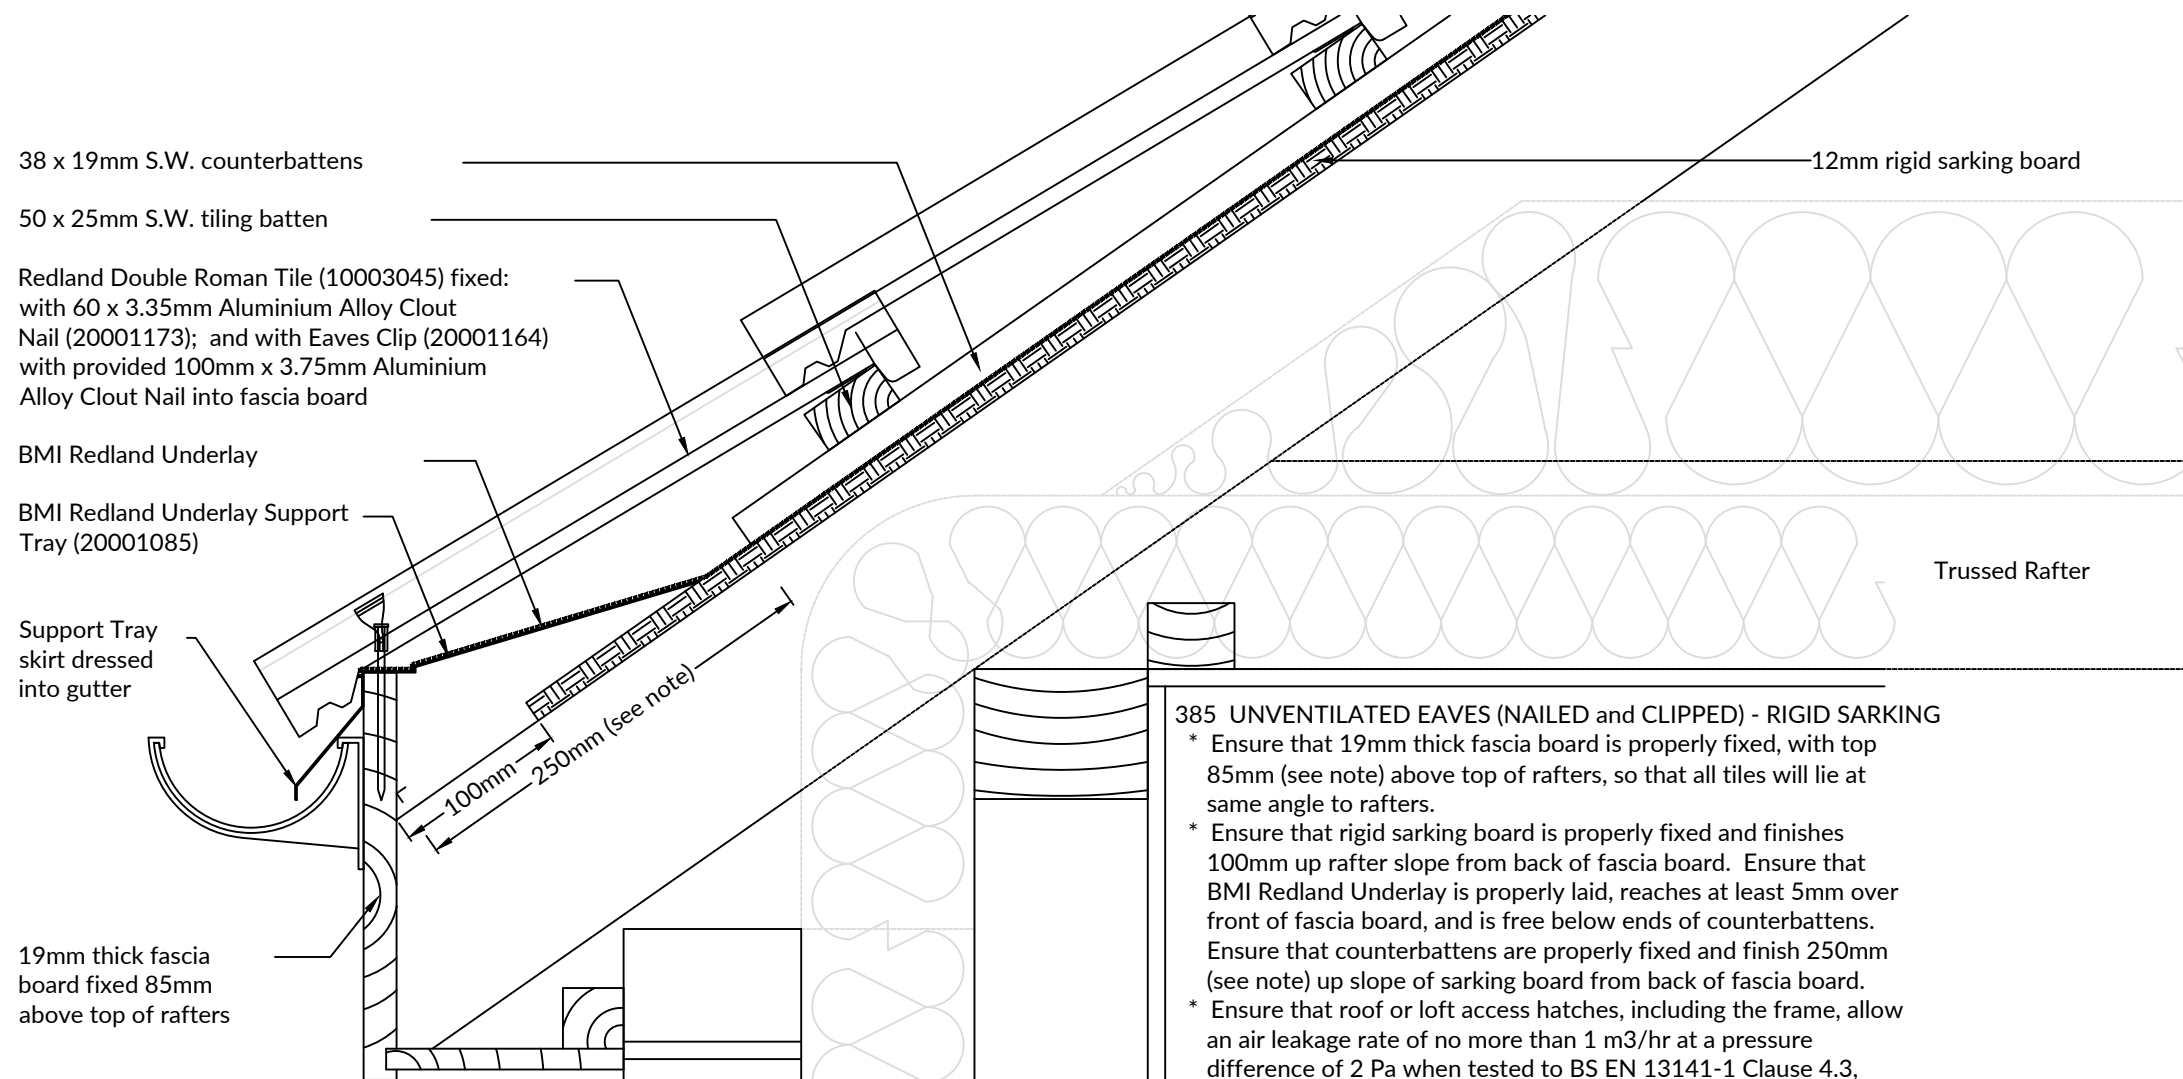 38 x 19mm S.W. counterbattens
50 x 25mm S.W. tiling batten
Redland Double Roman Tile (10003045) fixed:
with 60 x 3.35mm Aluminium Alloy Clout
Nail (20001173);  and with Eaves Clip (20001164)
with provided 100mm x 3.75mm Aluminium
Alloy Clout Nail into fascia board
BMI Redland Underlay
BMI Redland Underlay Support
Tray (20001085)
Support Tray
skirt dressed
into gutter
19mm thick fascia
board fixed 85mm
above top of rafters
100mm
250mm (see note)
12mm rigid sarking board
Trussed Rafter
385  UNVENTILATED EAVES (NAILED and CLIPPED) - RIGID SARKING
*  Ensure that 19mm thick fascia board is properly fixed, with top
85mm (see note) above top of rafters, so that all tiles will lie at
same angle to rafters.
*  Ensure that rigid sarking board is properly fixed and finishes
100mm up rafter slope from back of fascia board.  Ensure that
BMI Redland Underlay is properly laid, reaches at least 5mm over
front of fascia board, and is free below ends of counterbattens.
Ensure that counterbattens are properly fixed and finish 250mm
(see note) up slope of sarking board from back of fascia board.
*  Ensure that roof or loft access hatches, including the frame, allow
an air leakage rate of no more than 1 m3/hr at a pressure
difference of 2 Pa when tested to BS EN 13141-1 Clause 4.3,